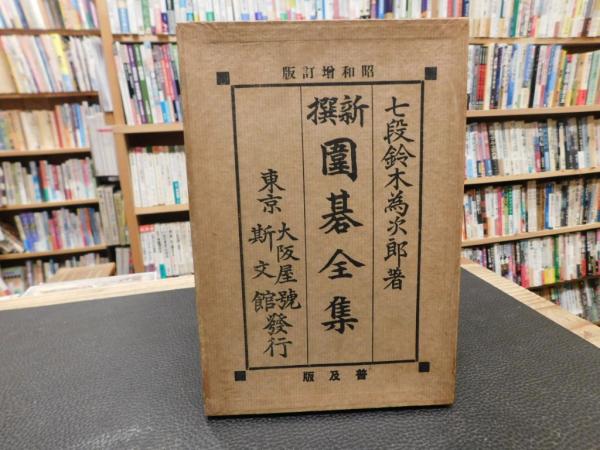 昭和增訂版
七段鈴木為次郎著
新撰
圍碁全集
東京
大阪屋號
斯文館
發行
普及版